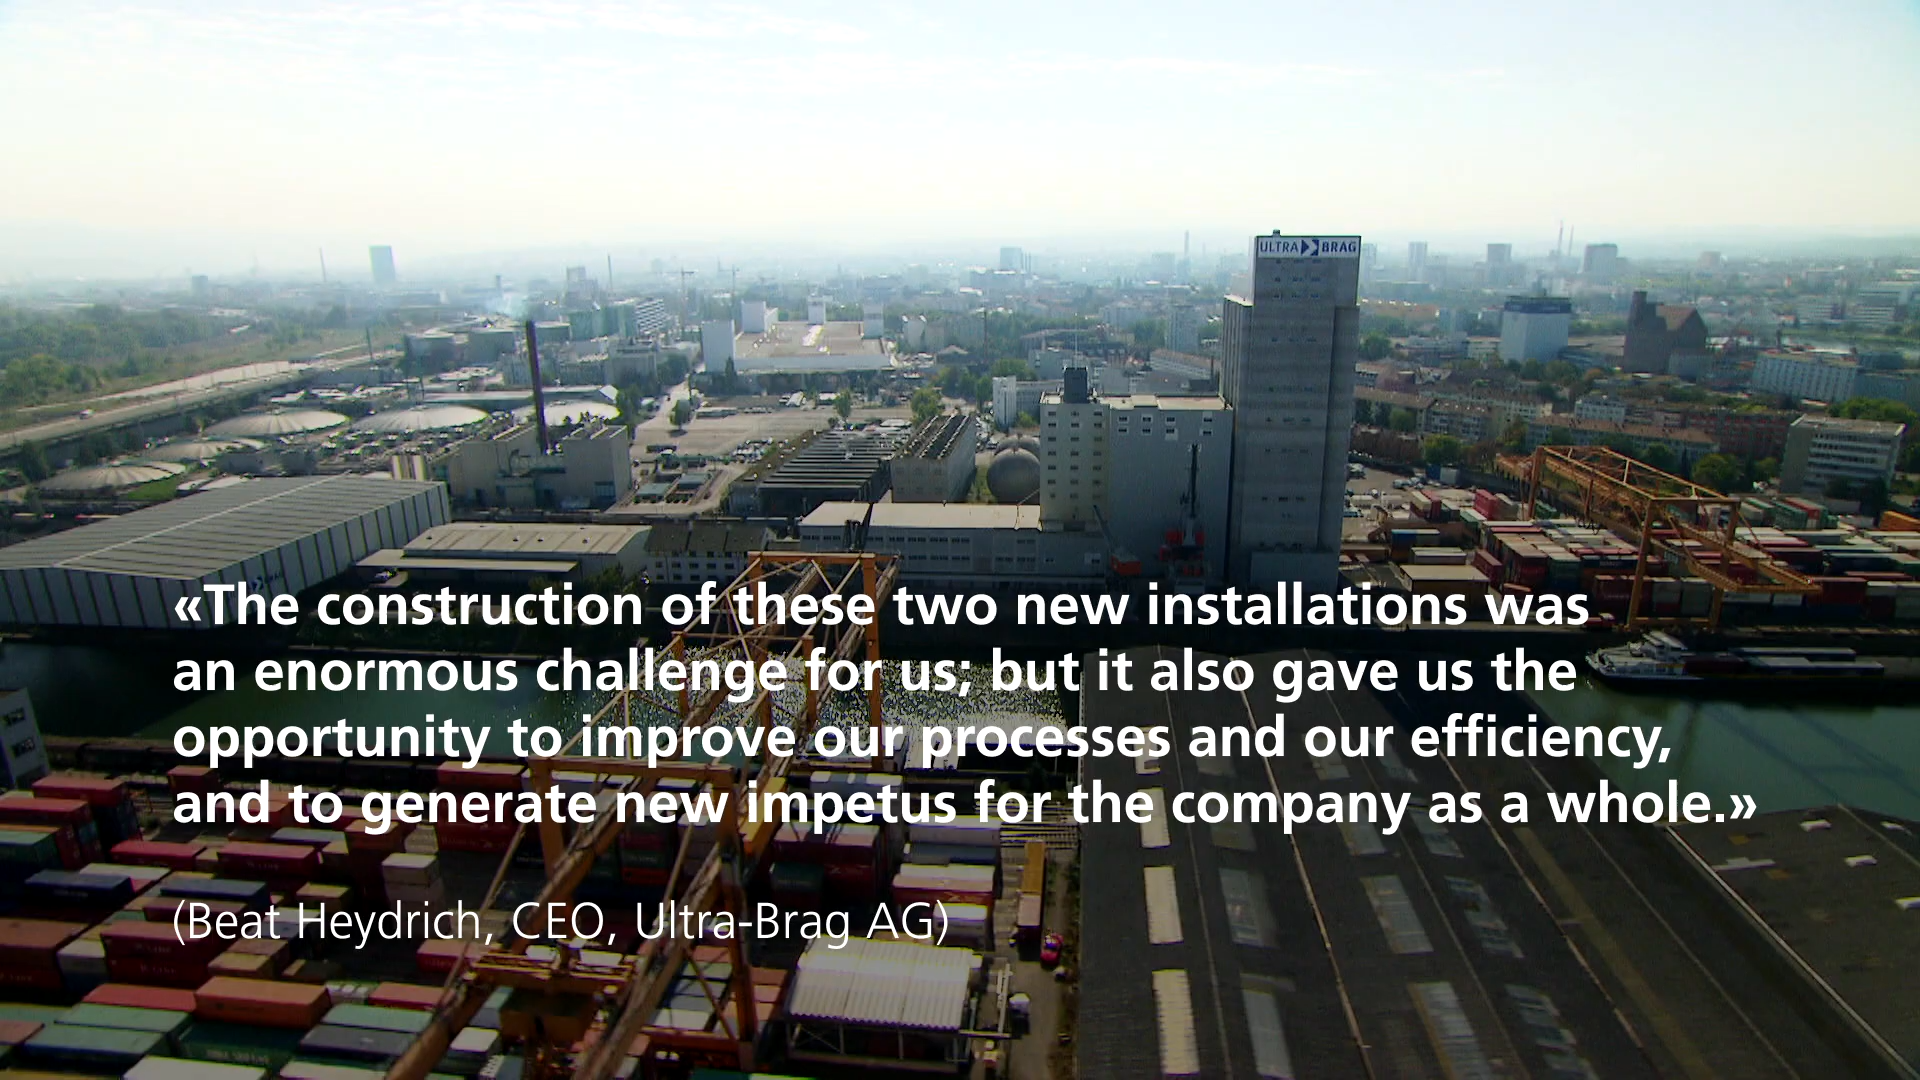 ULTRA BRAG
«The construction of these two new installations was
an enormous challenge for us; but it also gave us the
opportunity to improve our processes and our efficiency,
and to generate new impetus for the company as a whole.»
(Beat Heydrich, CEO, Ultra-Brag AG)